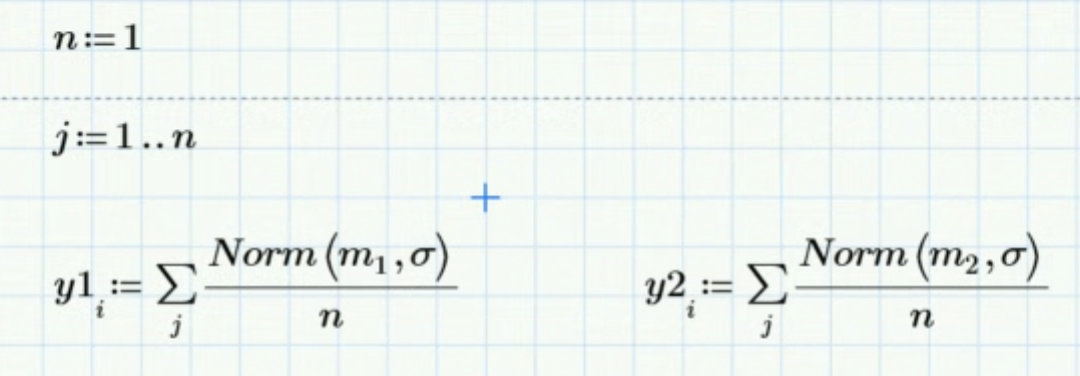 n:=1
j:=1..n
y1_i := ∑_j Norm(m_1,σ)/n    y2_i := ∑_j Norm(m_2,σ)/n